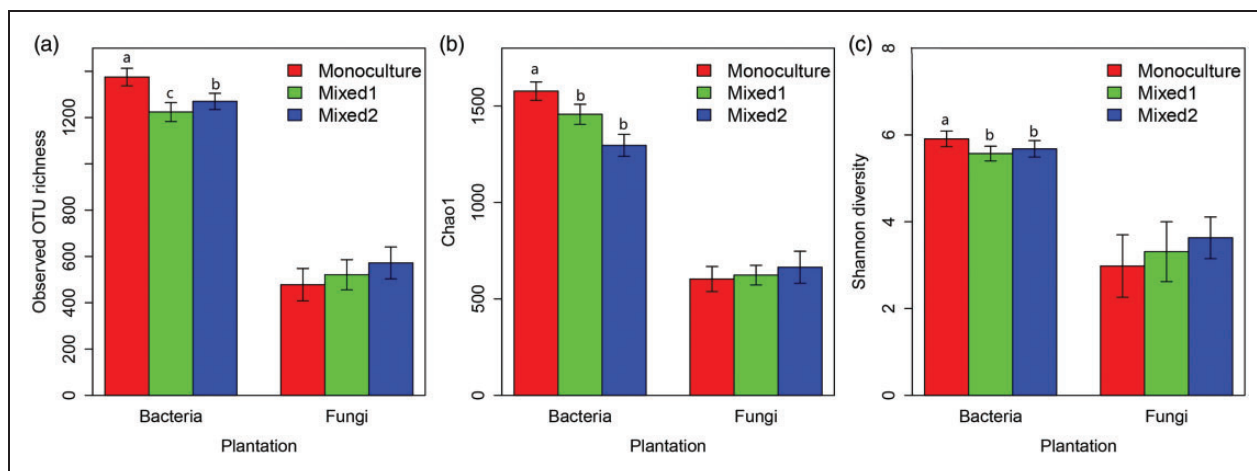 (a)
Observed OTU richness
0
200
400
600
800
1200
a
c
b
Monoculture
Mixed1
Mixed2
Bacteria
Fungi
Plantation
(b)
Chao1
0
500
1000
1500
a
b
b
Monoculture
Mixed1
Mixed2
Bacteria
Fungi
Plantation
(c)
Shannon diversity
0
2
4
6
8
a
b
b
Monoculture
Mixed1
Mixed2
Bacteria
Fungi
Plantation